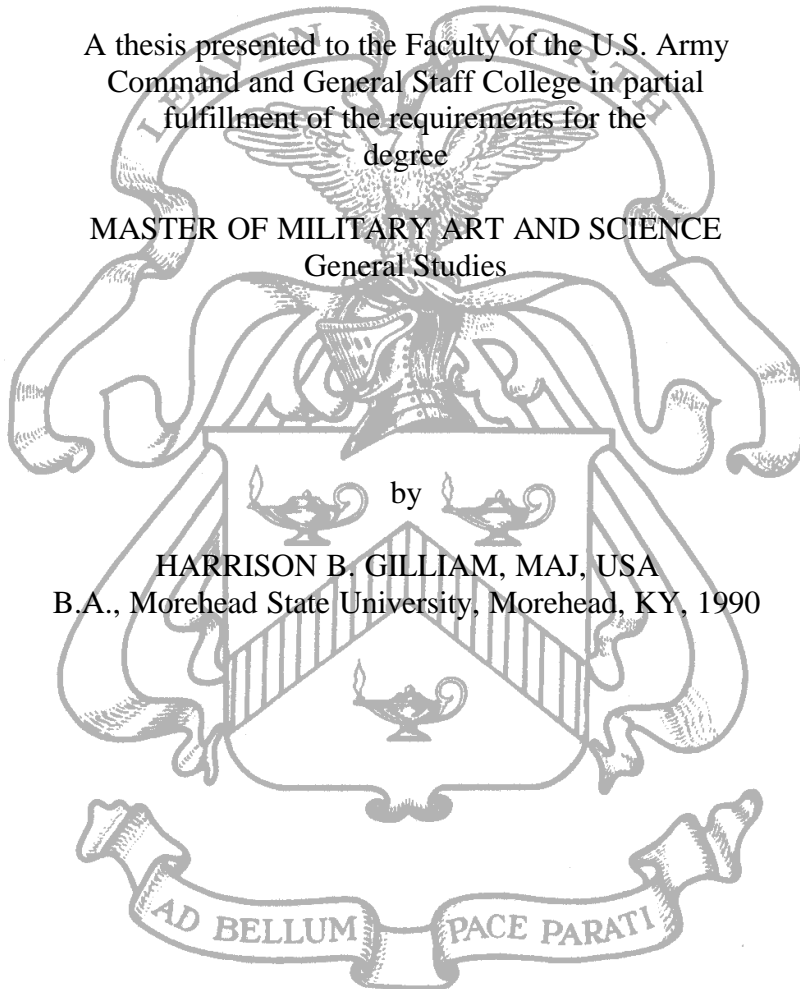 LEAVEN WORTH
A thesis presented to the Faculty of the U.S. Army
Command and General Staff College in partial
fulfillment of the requirements for the
degree
MASTER OF MILITARY ART AND SCIENCE
General Studies
by
HARRISON B. GILLIAM, MAJ, USA
B.A., Morehead State University, Morehead, KY, 1990
AD BELLUM PACE PARATI